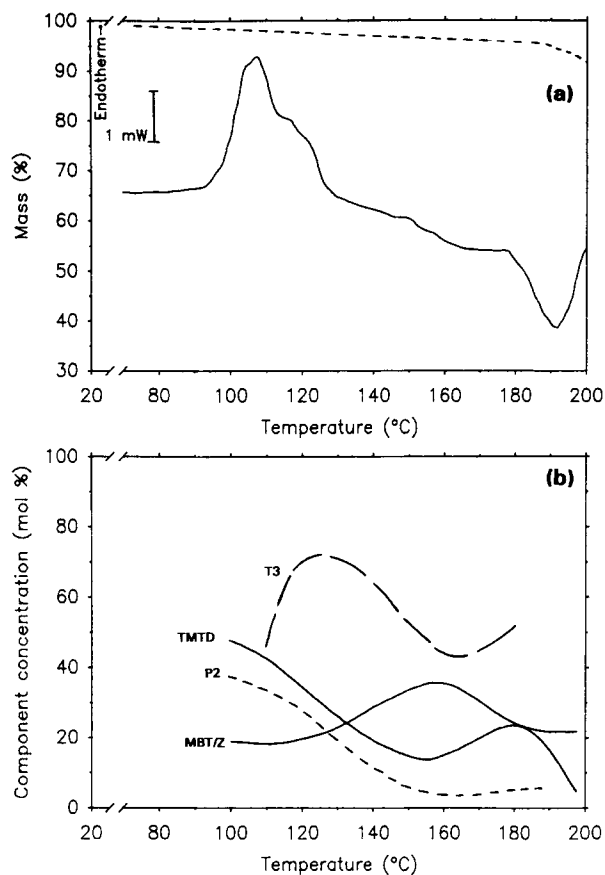 100
90
80
70
60
50
40
30
Mass (%)
Endotherm→
1 mW
(a)
20 100 120 140 160 180 200
Temperature (°C)
100
80
60
40
20
0
Component concentration (mol %)
(b)
T3
TMTD
P2
MBT/Z
20 100 120 140 160 180 200
Temperature (°C)